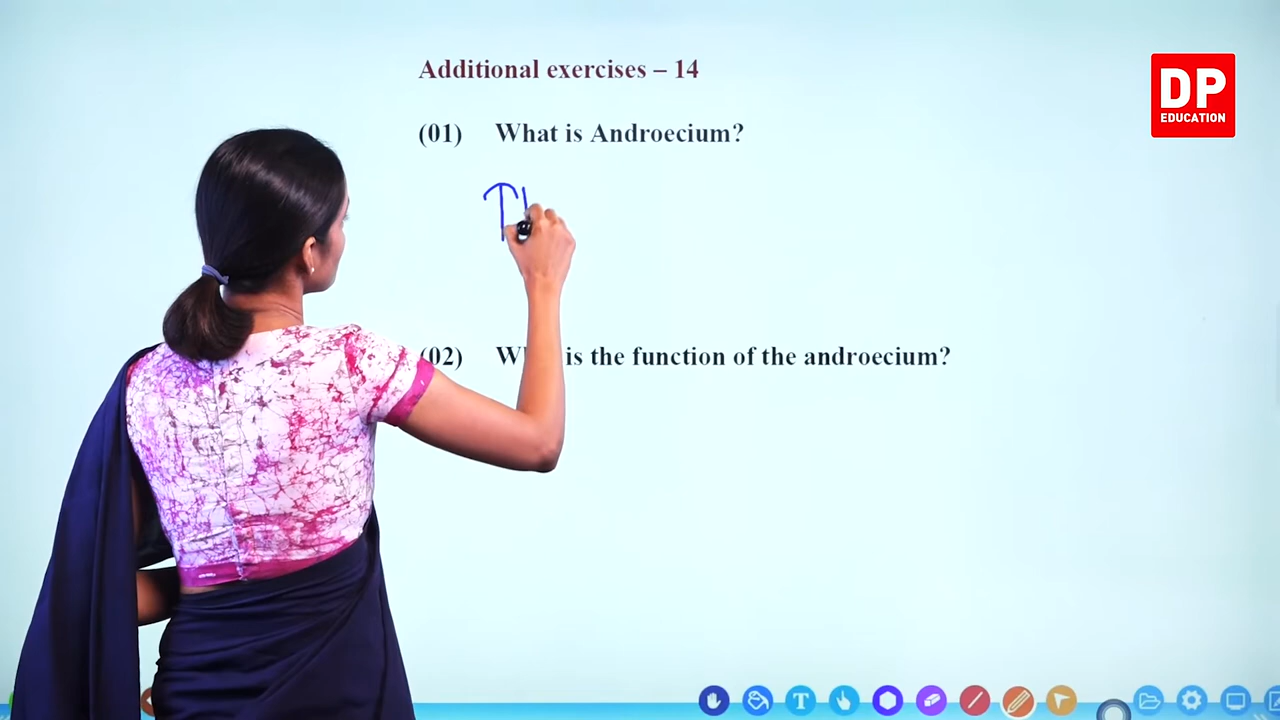 Additional exercises – 14
DP
EDUCATION
(01) What is Androecium?
(02) is the function of the androecium?